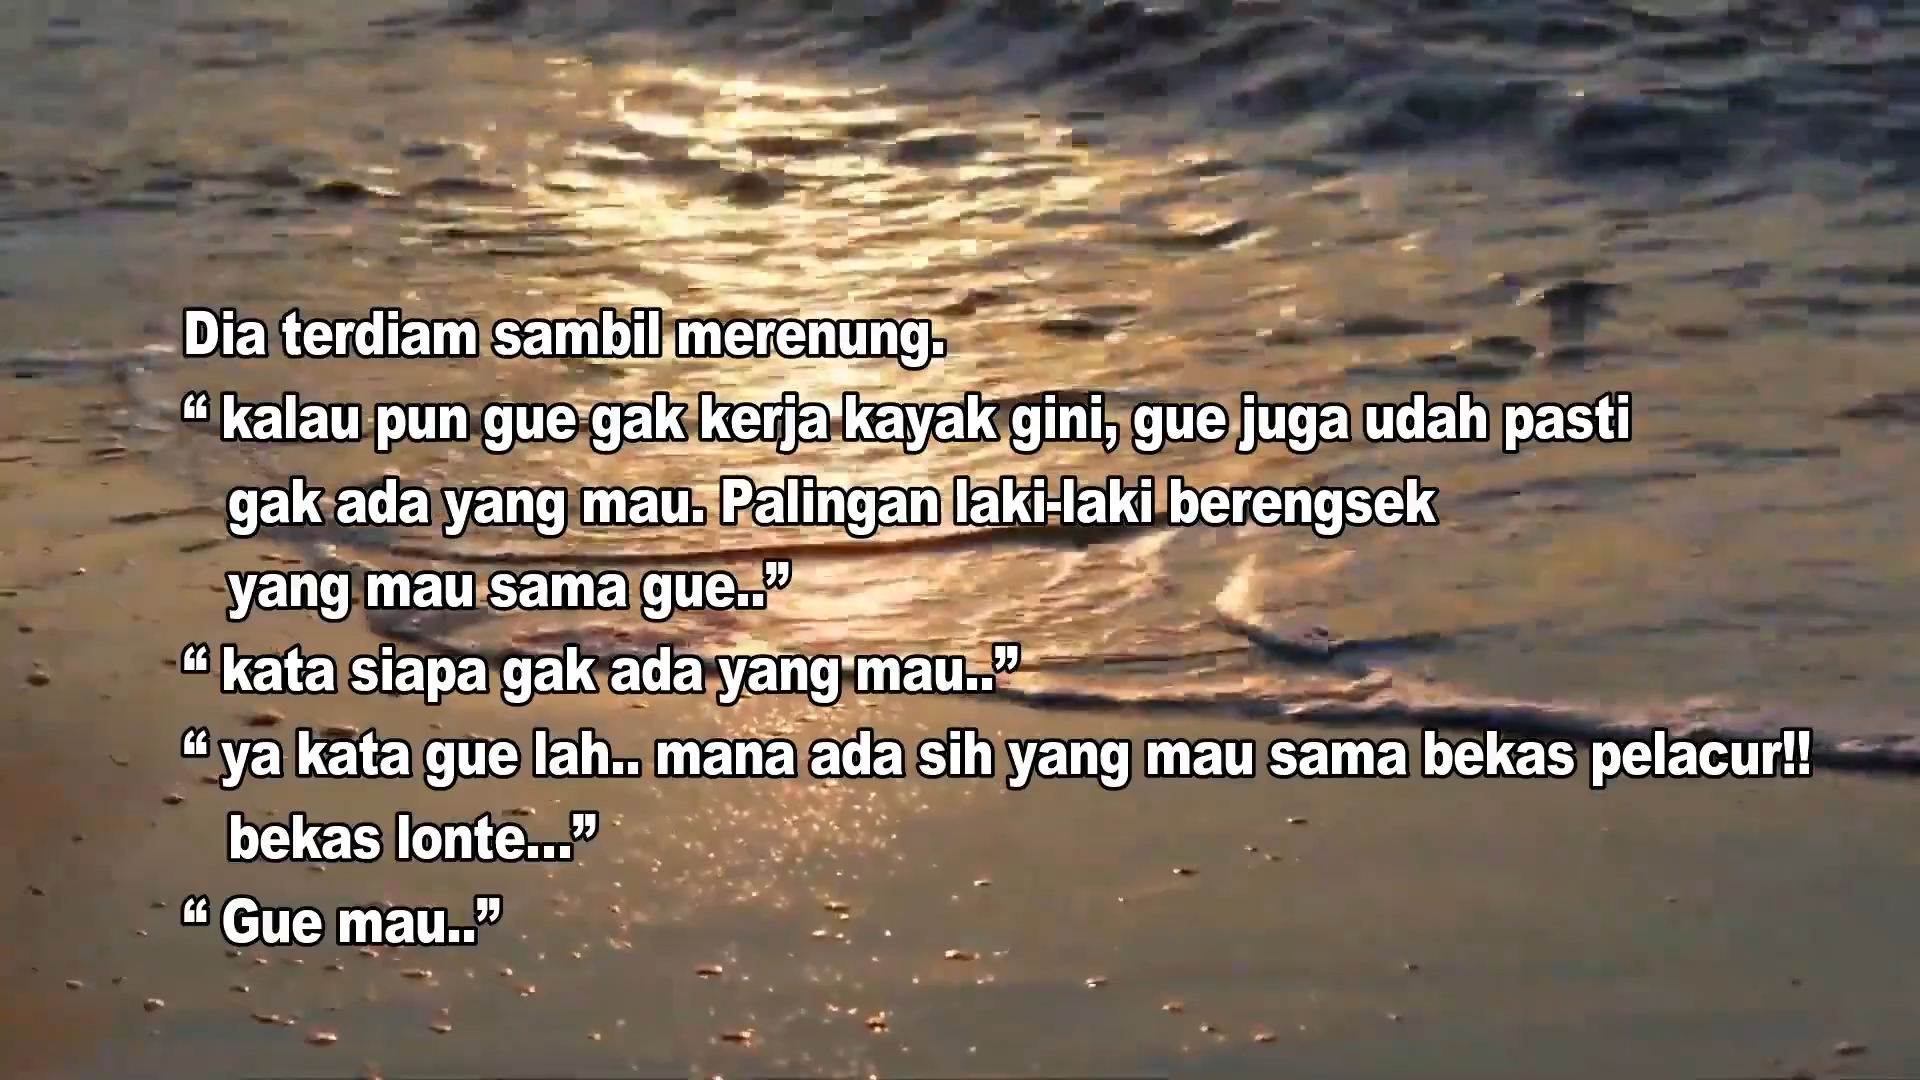 Dia terdiam sambil merenung.
“ kalau pun gue gak kerja kayak gini, gue juga udah pasti
gak ada yang mau. Palingan laki-laki berengsek
yang mau sama gue..”
“ kata siapa gak ada yang mau..”
“ ya kata gue lah.. mana ada sih yang mau sama bekas pelacur!!
bekas lonte...”
“ Gue mau..”